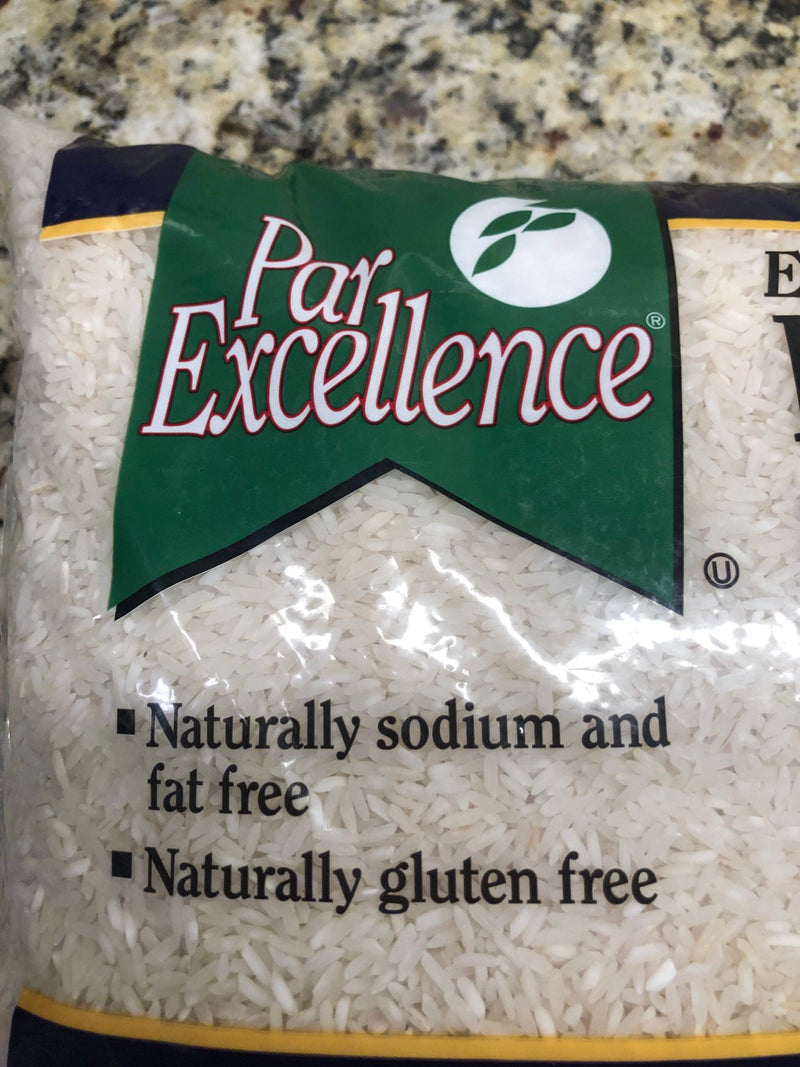 Par
Excellence®
E
Ⓤ
■ Naturally sodium and
fat free
■ Naturally gluten free